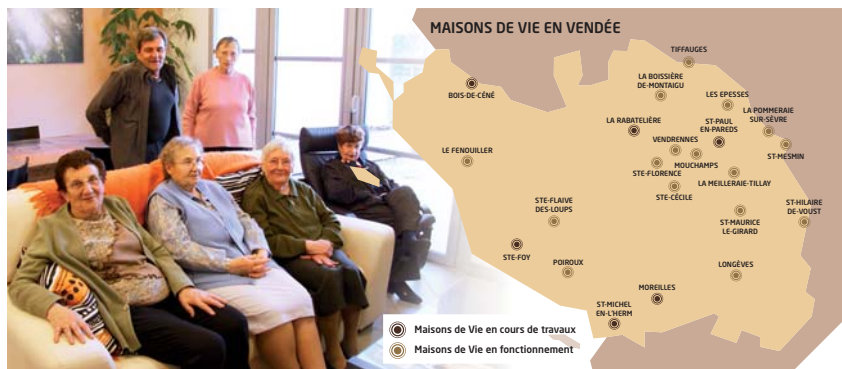 MAISONS DE VIE EN VENDÉE
TIFFAUGES
LA BOISSIÈRE
DE-MONTAIGU
BOIS-DE-CÉNÉ
LES EPESSES
LA POMMERAIE
SUR-SÈVRE
LA RABATELIÈRE
ST-PAUL
EN-PAREDS
VENDRENNES
LE FENOUILLER
ST-MESMIN
MOUCHAMPS
STE-FLORENCE
LA MEILLERAIE-TILLAY
STE-CÉCILE
STE-FLAIVE
DES-LOUPS
ST-HILAIRE
DE-VOUST
ST-MAURICE
LE-GIRARD
STE-FOY
POIROUX
LONGÈVES
MOREILLES
ST-MICHEL
EN-L'HERM
Maisons de Vie en cours de travaux
Maisons de Vie en fonctionnement